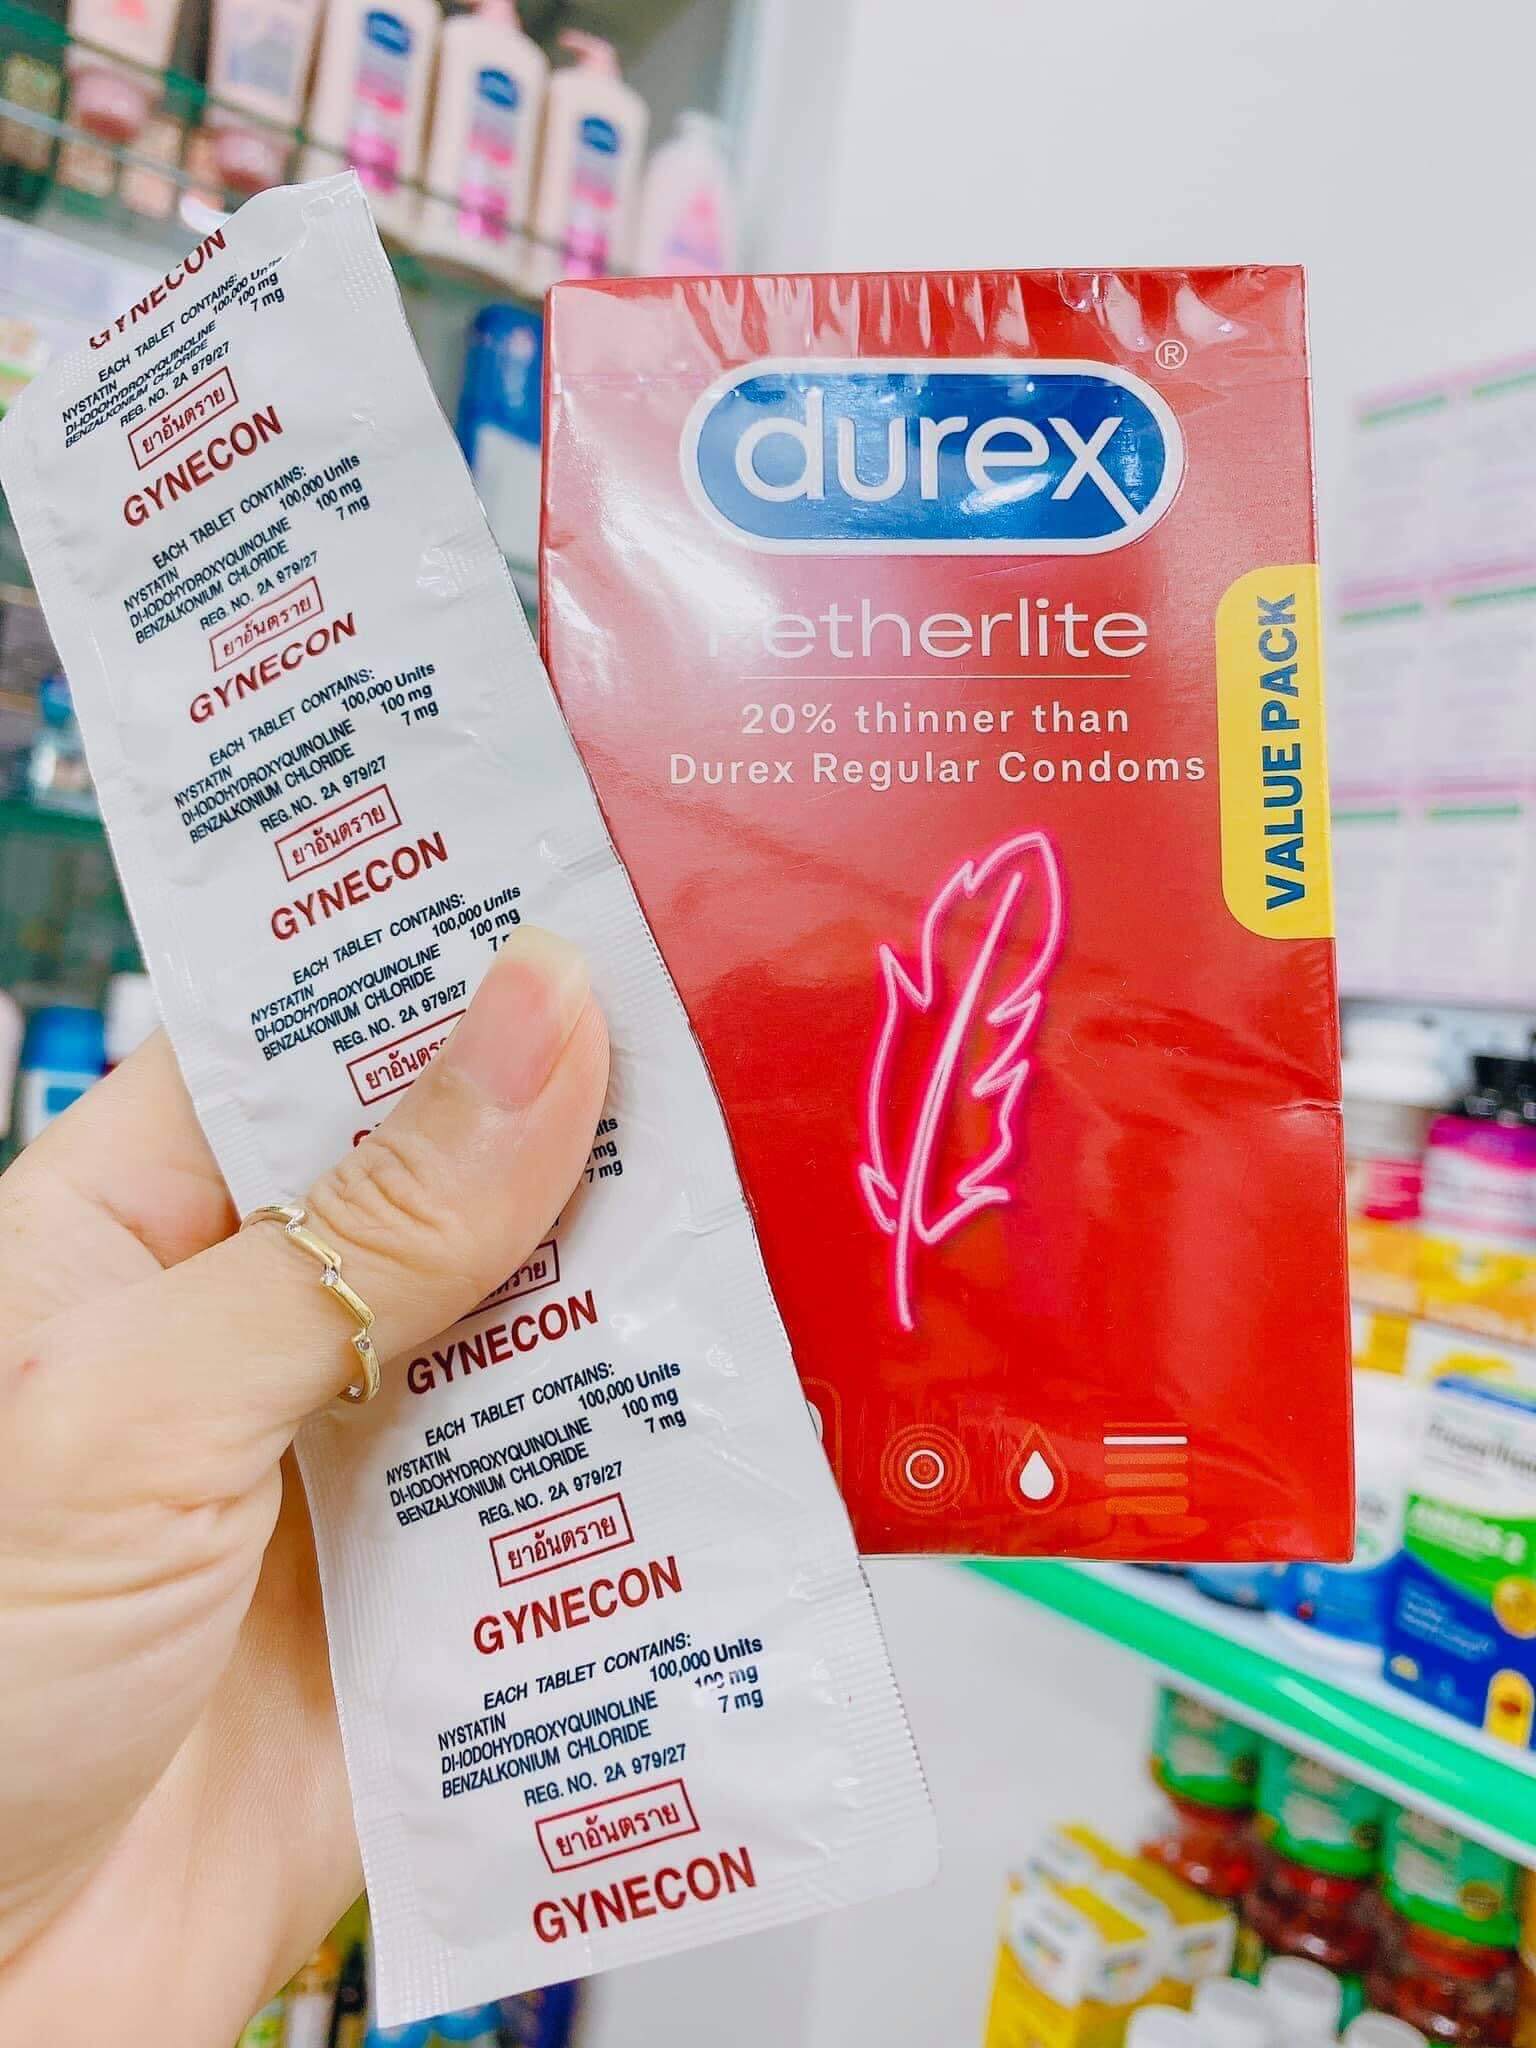 GYNECON
EACH TABLET CONTAINS:
NYSTATIN 100,000 Units
DI-IODOHYDROXYQUINOLINE 100 mg
BENZALKONIUM CHLORIDE 7 mg
REG. NO. 2A 979/27
ยาอันตราย
GYNECON
EACH TABLET CONTAINS:
NYSTATIN 100,000 Units
DI-IODOHYDROXYQUINOLINE 100 mg
BENZALKONIUM CHLORIDE 7 mg
REG. NO. 2A 979/27
ยาอันตราย
GYNECON
EACH TABLET CONTAINS:
NYSTATIN 100,000 Units
DI-IODOHYDROXYQUINOLINE 100 mg
BENZALKONIUM CHLORIDE 7 mg
REG. NO. 2A 979/27
ยาอันตราย
GYNECON
EACH TABLET CONTAINS:
NYSTATIN 100,000 Units
DI-IODOHYDROXYQUINOLINE 100 mg
BENZALKONIUM CHLORIDE 7
REG. NO. 2A 979/27
mg
7 mg
GYNECON
EACH TABLET CONTAINS:
NYSTATIN 100,000 Units
DI-IODOHYDROXYQUINOLINE 100 mg
BENZALKONIUM CHLORIDE 7 mg
REG. NO. 2A 979/27
ยาอันตราย
GYNECON
EACH TABLET CONTAINS:
NYSTATIN 100,000 Units
DI-IODOHYDROXYQUINOLINE 100 mg
BENZALKONIUM CHLORIDE 7 mg
REG. NO. 2A 979/27
ยาอันตราย
GYNECON
durex®
Fetherlite
20% thinner than
Durex Regular Condoms
VALUE PACK